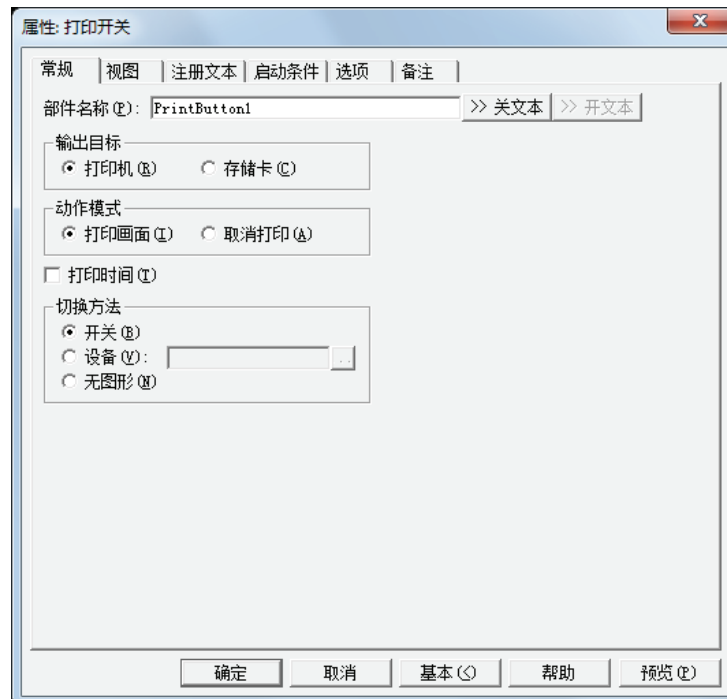 属性: 打印开关
X
常规 视图 注册文本 启动条件 选项 备注
部件名称(P): PrintButton1 >> 关文本 >> 开文本
输出目标
打印机(R) 存储卡(C)
动作模式
打印画面(I) 取消打印(A)
打印时间(T)
切换方法
开关(B)
设备(V): ..
无图形(N)
确定 取消 基本(<) 帮助 预览(P)